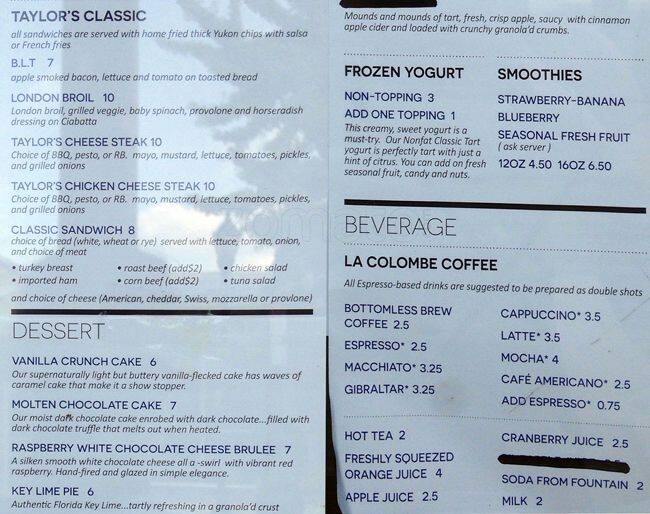 TAYLOR'S CLASSIC
all sandwiches are served with home fried thick Yukon chips with salsa
or French fries
B.L.T 7
apple smoked bacon, lettuce and tomato on toasted bread
LONDON BROIL 10
London broil, grilled veggie, baby spinach, provolone and horseradish
dressing on Ciabatta
TAYLOR'S CHEESE STEAK 10
Choice of BBQ, pesto, or RB. mayo, mustard, lettuce, tomatoes, pickles,
and grilled onions
TAYLOR'S CHICKEN CHEESE STEAK 10
Choice of BBQ, pesto, or RB. mayo, mustard, lettuce, tomatoes, pickles,
and grilled onions
CLASSIC SANDWICH 8
choice of bread (white, wheat or rye) served with lettuce, tomato, onion,
and choice of meat
• turkey breast • roast beef (add$2) • chicken salad
• imported ham • corn beef (add$2) • tuna salad
and choice of cheese (American, cheddar, Swiss, mozzarella or provlone)
DESSERT
VANILLA CRUNCH CAKE 6
Our supernaturally light but buttery vanilla-flecked cake has waves of
caramel cake that make it a show stopper.
MOLTEN CHOCOLATE CAKE 7
Our moist dark chocolate cake enrobed with dark chocolate...filled with
dark chocolate truffle that melts out when heated.
RASPBERRY WHITE CHOCOLATE CHEESE BRULEE 7
A silken smooth white chocolate cheese all a -swirl with vibrant red
raspberry. Hand-fired and glazed in simple elegance.
KEY LIME PIE 6
Authentic Florida Key Lime...tartly refreshing in a granola'd crust
Mounds and mounds of tart, fresh, crisp apple, saucy with cinnamon
apple cider and loaded with crunchy granola'd crumbs.
FROZEN YOGURT
NON-TOPPING 3
ADD ONE TOPPING 1
This creamy, sweet yogurt is a
must-try. Our Nonfat Classic Tart
yogurt is perfectly tart with just a
hint of citrus. You can add on fresh
seasonal fruit, candy and nuts.
SMOOTHIES
STRAWBERRY-BANANA
BLUEBERRY
SEASONAL FRESH FRUIT
( ask server )
12OZ 4.50 16OZ 6.50
BEVERAGE
LA COLOMBE COFFEE
All Espresso-based drinks are suggested to be prepared as double shots
BOTTOMLESS BREW
COFFEE 2.5
ESPRESSO* 2.5
MACCHIATO* 3.25
GIBRALTAR* 3.25
CAPPUCCINO* 3.5
LATTE* 3.5
MOCHA* 4
CAFÉ AMERICANO* 2.5
ADD ESPRESSO* 0.75
HOT TEA 2
FRESHLY SQUEEZED
ORANGE JUICE 4
APPLE JUICE 2.5
CRANBERRY JUICE 2.5
SODA FROM FOUNTAIN 2
MILK 2